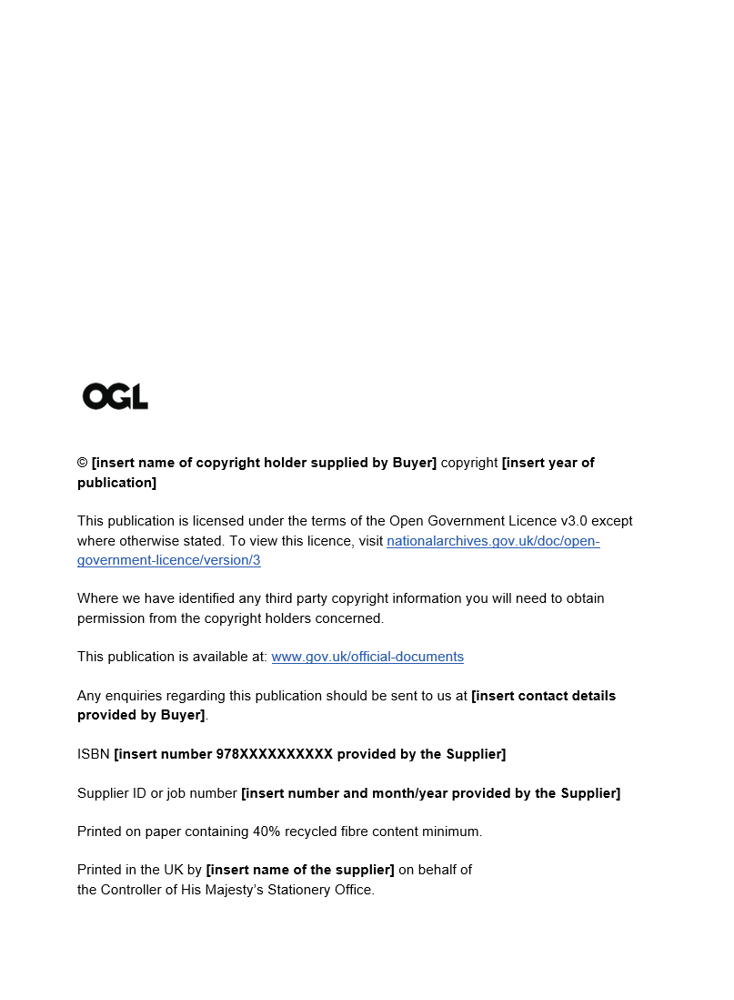 OGL
© [insert name of copyright holder supplied by Buyer] copyright [insert year of
publication]
This publication is licensed under the terms of the Open Government Licence v3.0 except
where otherwise stated. To view this licence, visit nationalarchives.gov.uk/doc/open-
government-licence/version/3
Where we have identified any third party copyright information you will need to obtain
permission from the copyright holders concerned.
This publication is available at: www.gov.uk/official-documents
Any enquiries regarding this publication should be sent to us at [insert contact details
provided by Buyer].
ISBN [insert number 978XXXXXXXXXX provided by the Supplier]
Supplier ID or job number [insert number and month/year provided by the Supplier]
Printed on paper containing 40% recycled fibre content minimum.
Printed in the UK by [insert name of the supplier] on behalf of
the Controller of His Majesty’s Stationery Office.